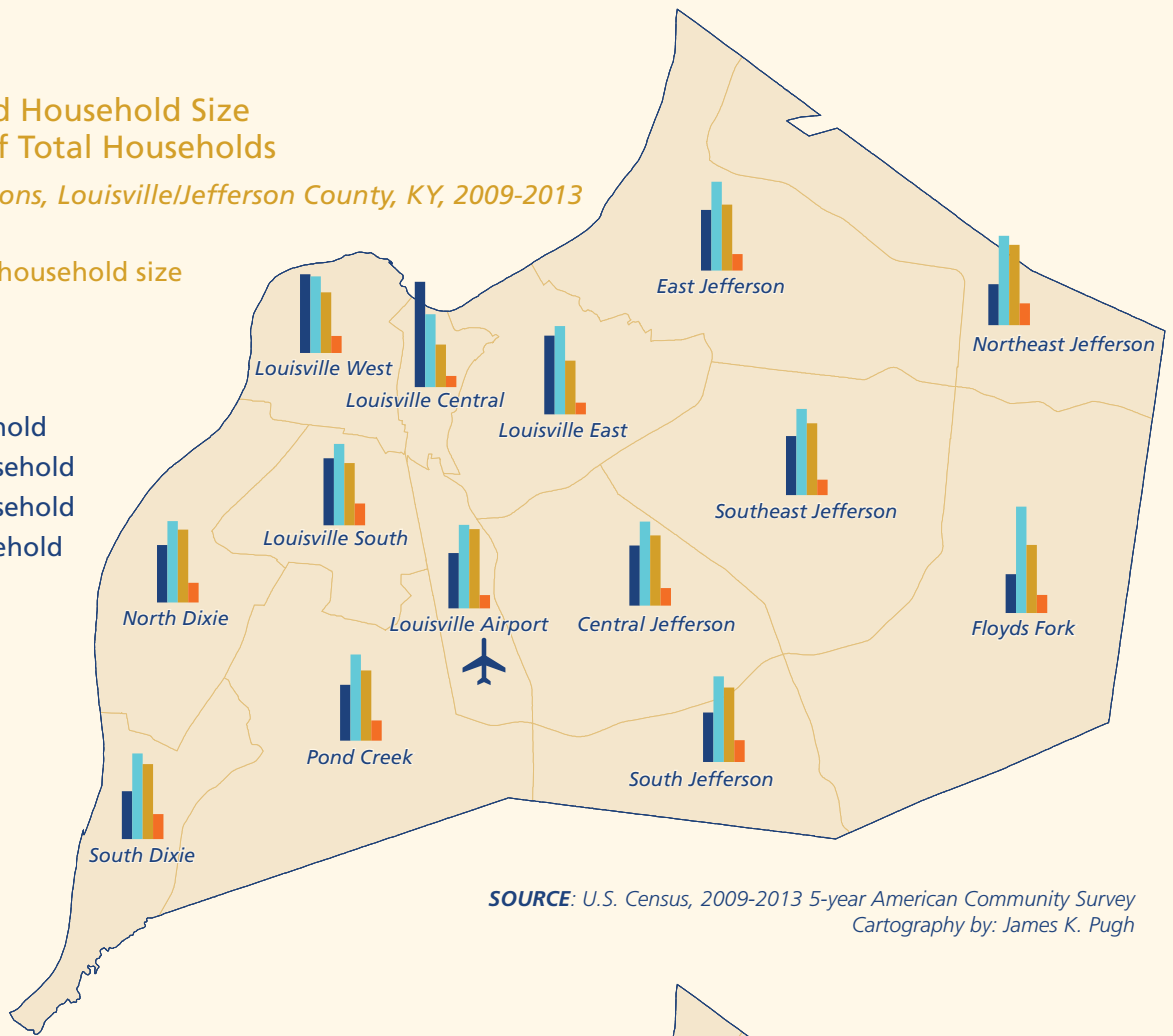 d Household Size
f Total Households
ons, Louisville/Jefferson County, KY, 2009-2013
household size
East Jefferson
Northeast Jefferson
Louisville West
Louisville Central
Louisville East
hold
sehold
sehold
ehold
Southeast Jefferson
Louisville South
North Dixie
Louisville Airport
Central Jefferson
Floyds Fork
Pond Creek
South Jefferson
South Dixie
SOURCE: U.S. Census, 2009-2013 5-year American Community Survey
Cartography by: James K. Pugh